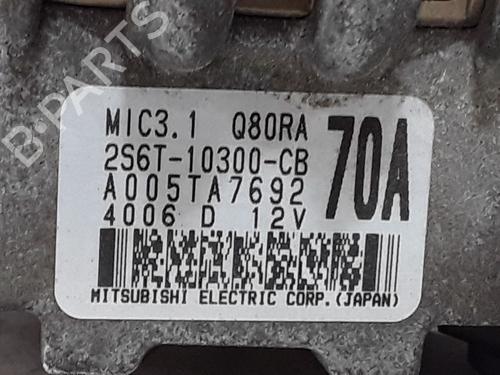 B-PARTS
MIC3.1 Q80RA
70A
2S6T-10300-CB
A005TA7692
4006 D 12V
MITSUBISHI ELECTRIC CORP.(JAPAN)